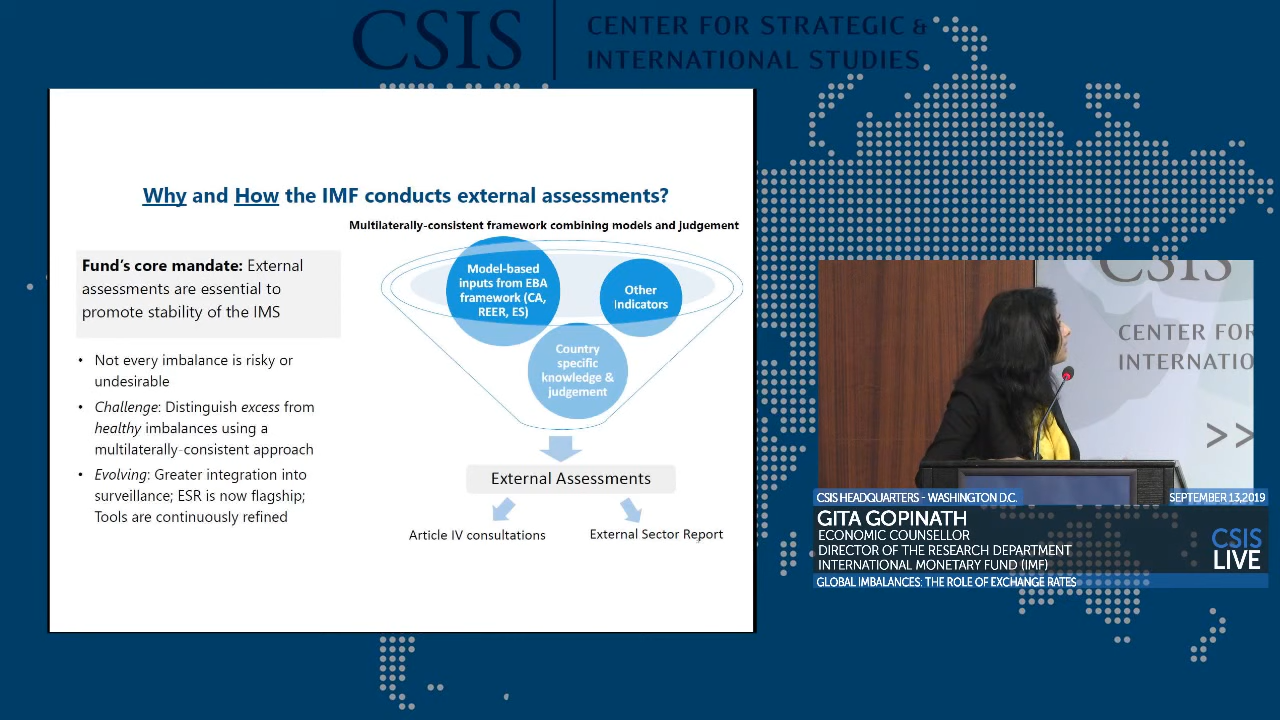 CSIS
CENTER FOR STRATEGIC &
INTERNATIONAL STUDIES
Why and How the IMF conducts external assessments?
Multilaterally-consistent framework combining models and judgement
Fund's core mandate: External
assessments are essential to
promote stability of the IMS
• Not every imbalance is risky or
undesirable
• Challenge: Distinguish excess from
healthy imbalances using a
multilaterally-consistent approach
• Evolving: Greater integration into
surveillance; ESR is now flagship;
Tools are continuously refined
Model-based
inputs from EBA
framework (CA,
REER, ES)
Other
Indicators
Country
specific
knowledge &
judgement
External Assessments
Article IV consultations
External Sector Report
CSIS
CENTER FOR
INTERNATIO
>>
CSIS HEADQUARTERS - WASHINGTON D.C.
SEPTEMBER 13, 2019
GITA GOPINATH
ECONOMIC COUNSELLOR
DIRECTOR OF THE RESEARCH DEPARTMENT
INTERNATIONAL MONETARY FUND (IMF)
CSIS
LIVE
GLOBAL IMBALANCES: THE ROLE OF EXCHANGE RATES